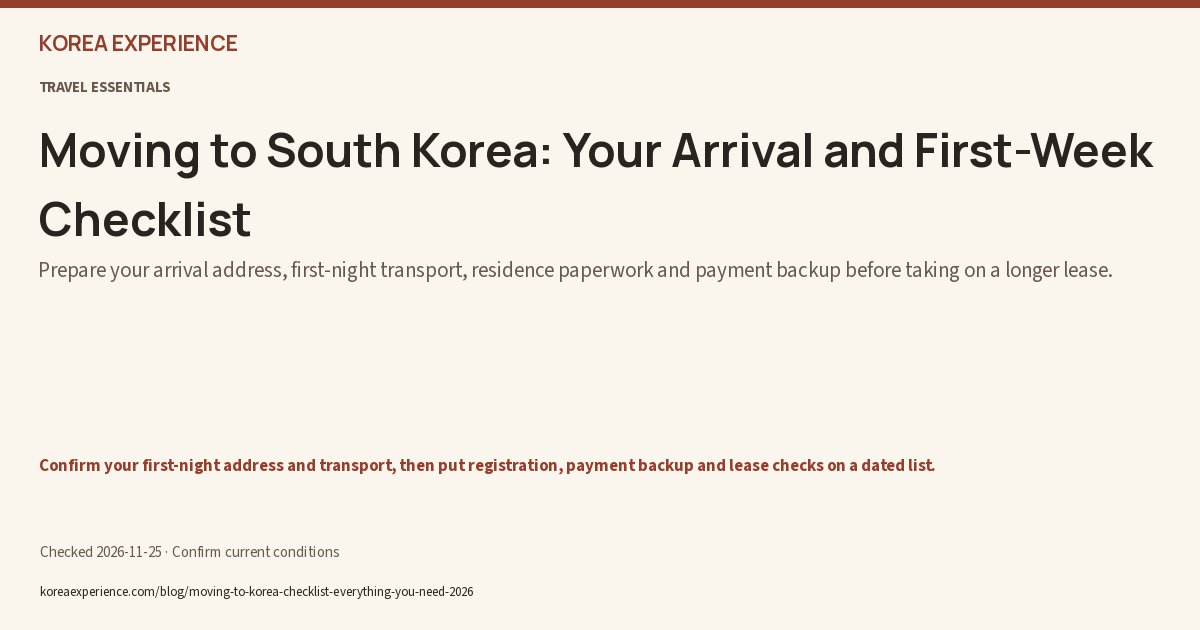 KOREA EXPERIENCE
TRAVEL ESSENTIALS
Moving to South Korea: Your Arrival and First-Week
Checklist
Prepare your arrival address, first-night transport, residence paperwork and payment backup before taking on a longer lease.
Confirm your first-night address and transport, then put registration, payment backup and lease checks on a dated list.
Checked 2026-11-25 · Confirm current conditions
koreaexperience.com/blog/moving-to-korea-checklist-everything-you-need-2026